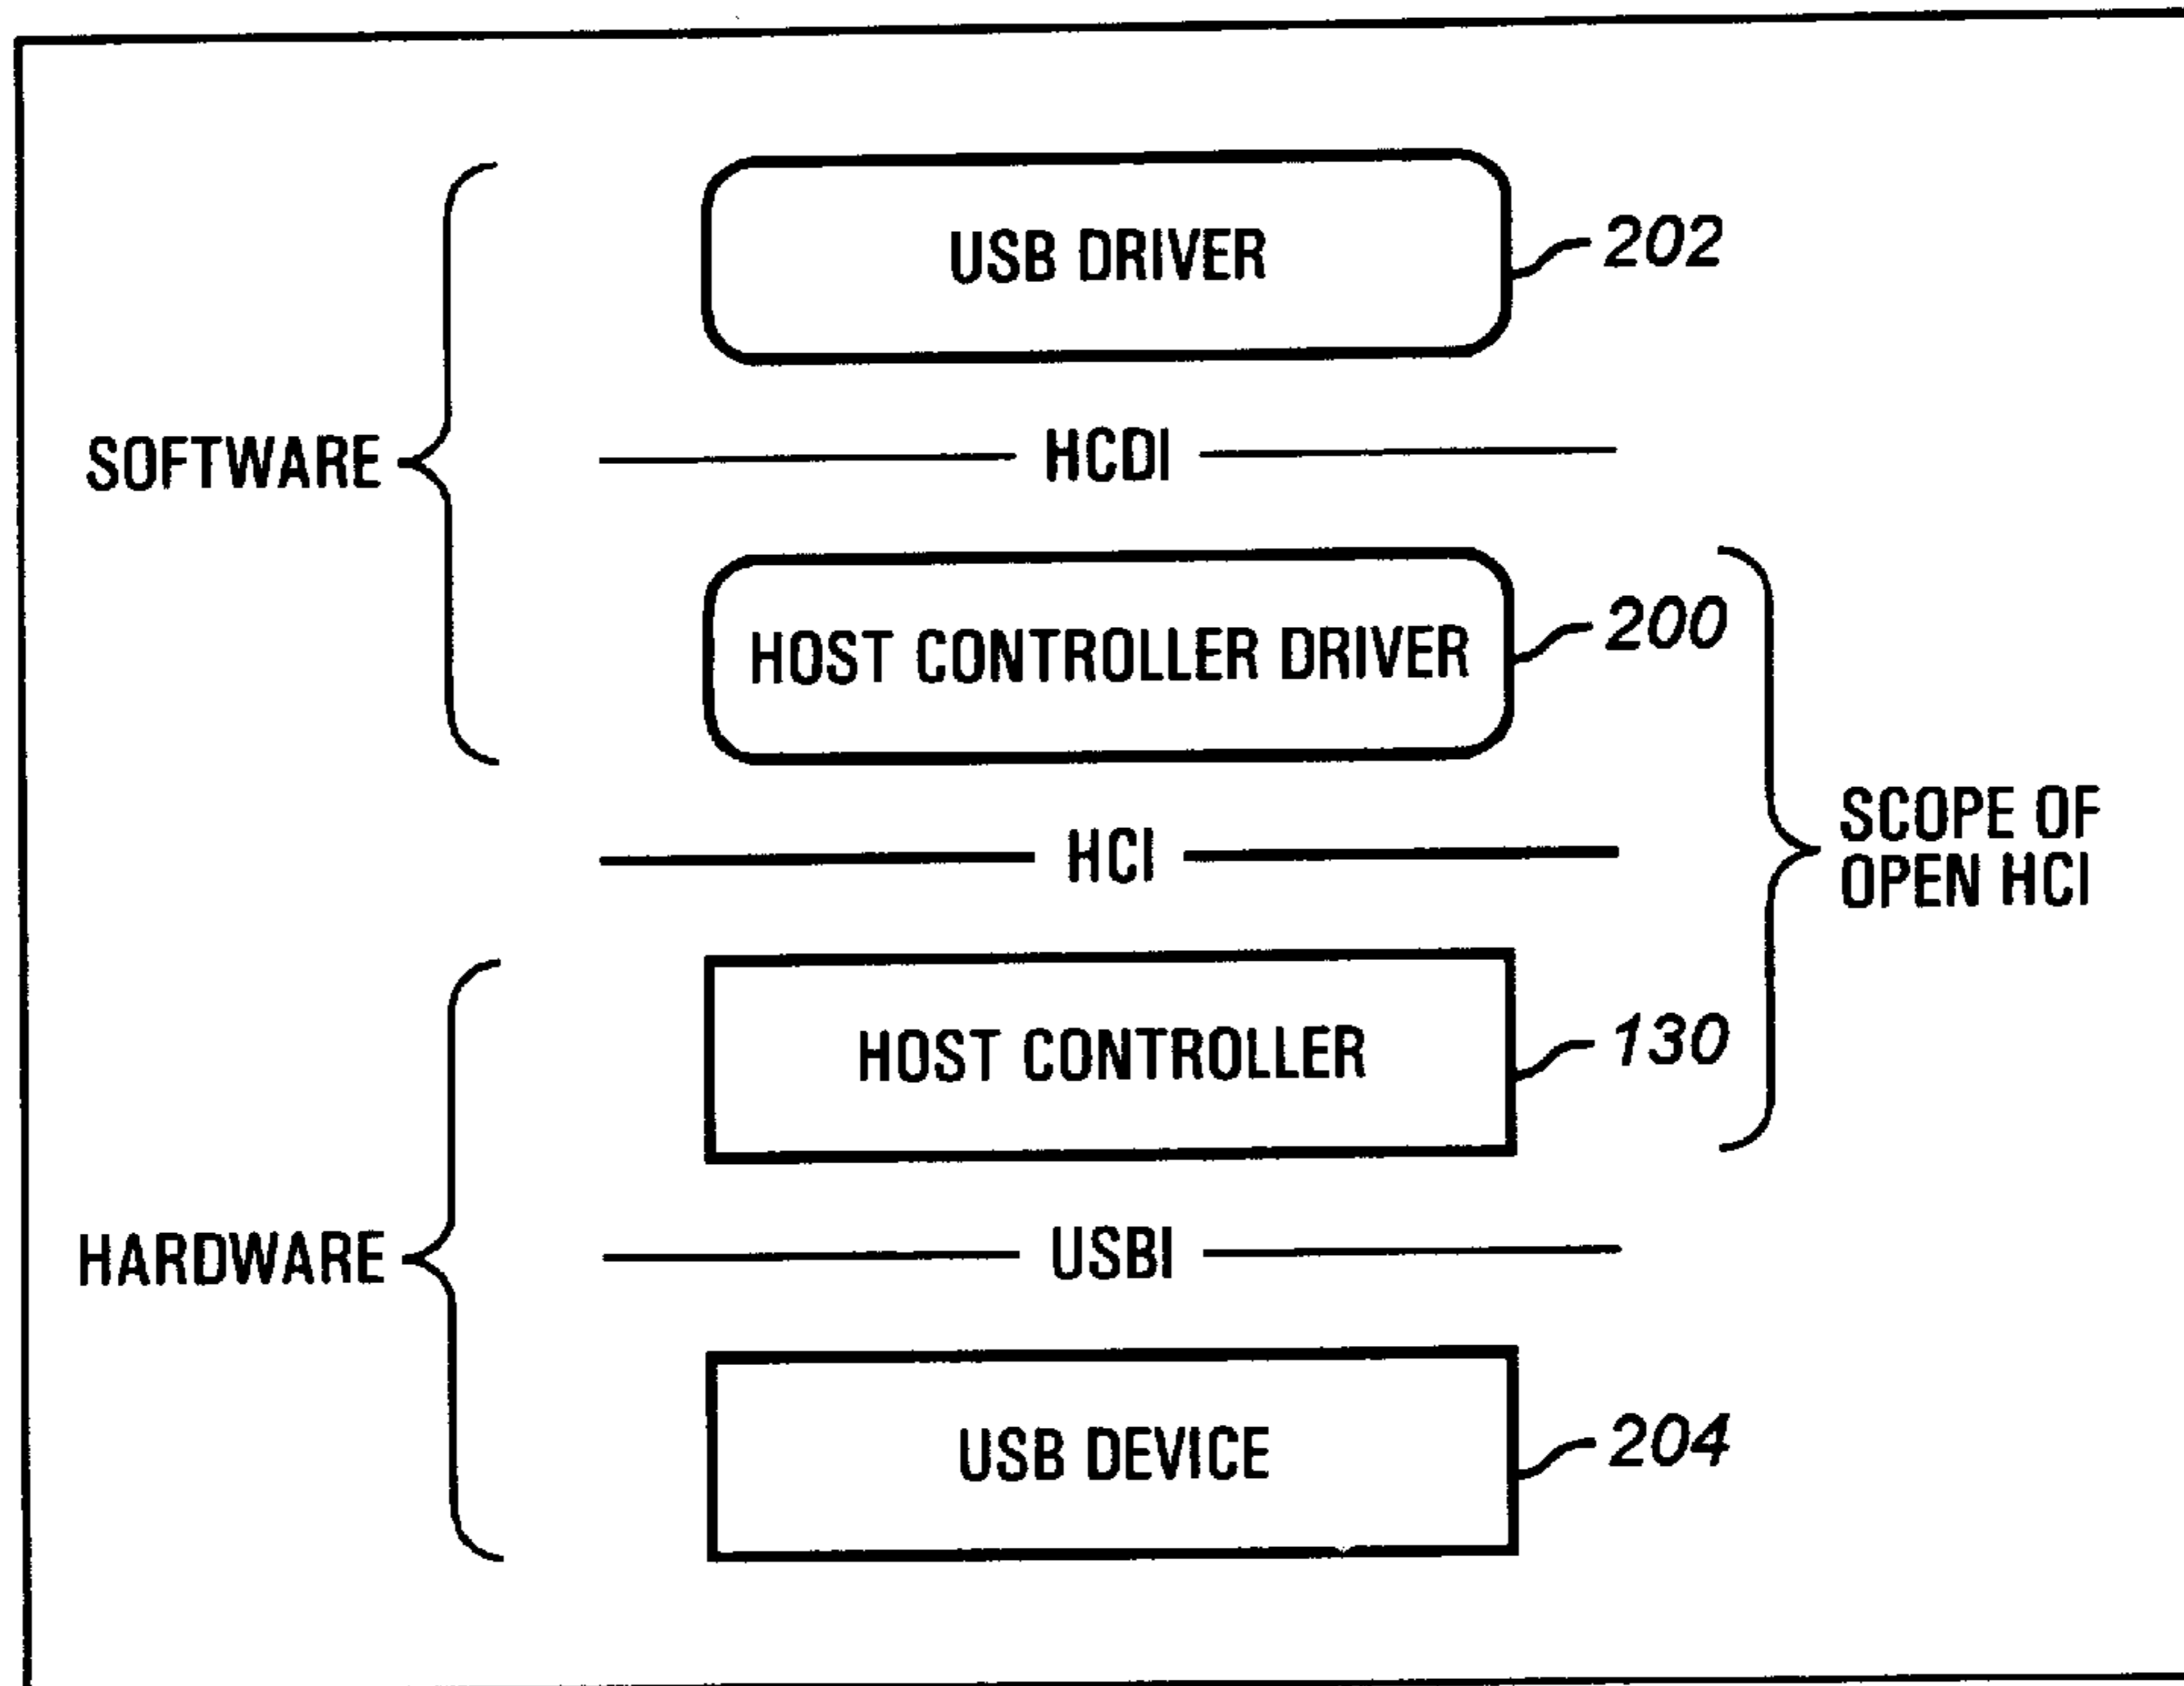 USB DRIVER
202
SOFTWARE
HCDI
HOST CONTROLLER DRIVER
200
HCI
SCOPE OF
OPEN HCI
HOST CONTROLLER
130
HARDWARE
USBI
USB DEVICE
204